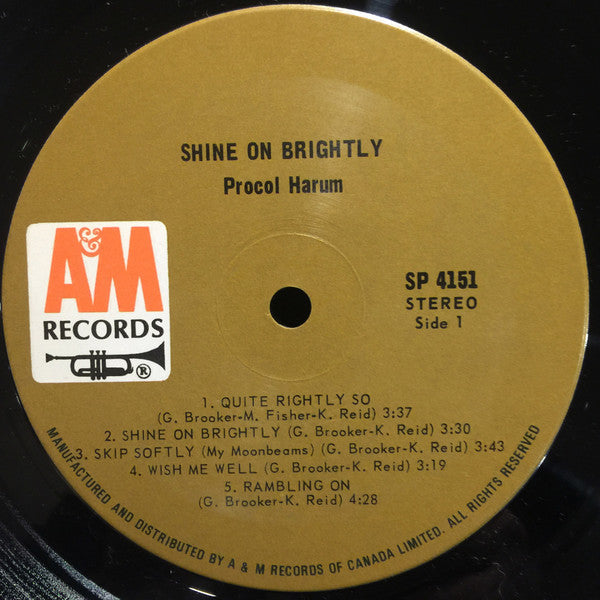 SHINE ON BRIGHTLY
Procol Harum
A&M
RECORDS
®
SP 4151
STEREO
Side 1
1. QUITE RIGHTLY SO
(G. Brooker-M. Fisher-K. Reid) 3:37
2. SHINE ON BRIGHTLY (G. Brooker-K. Reid) 3:30
3. SKIP SOFTLY (My Moonbeams) (G. Brooker-K. Reid) 3:43
4. WISH ME WELL (G. Brooker-K. Reid) 3:19
5. RAMBLING ON
(G. Brooker-K. Reid) 4:28
MANUFACTURED AND DISTRIBUTED BY A & M RECORDS OF CANADA LIMITED. ALL RIGHTS RESERVED